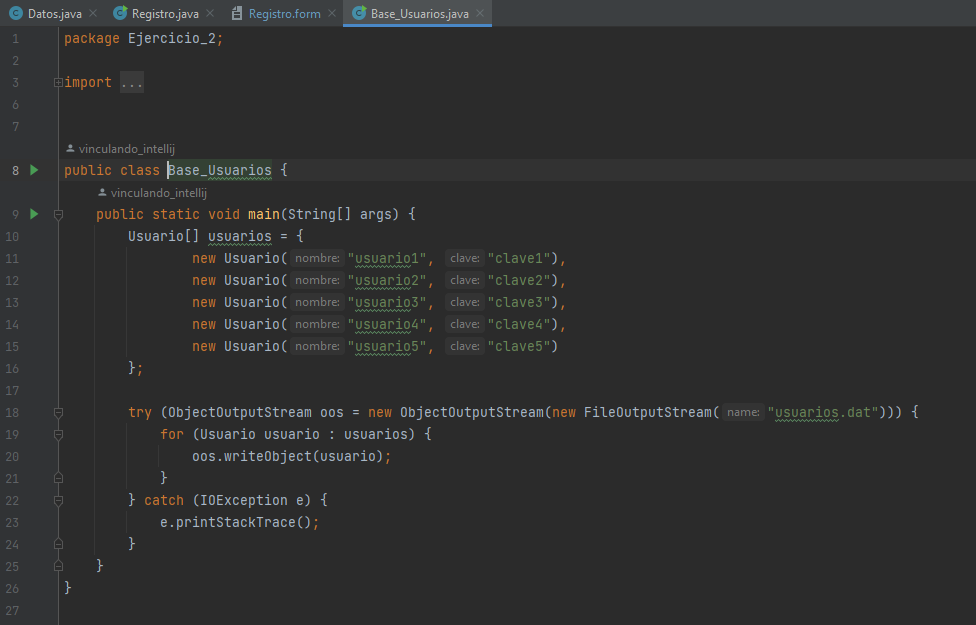 Datos.java Registro.java Registro.form Base_Usuarios.java
1 package Ejercicio_2;
2
3 import ...
6
7
vinculando_intellij
8 public class Base_Usuarios {
vinculando_intellij
9 public static void main(String[] args) {
10 Usuario[] usuarios = {
11 new Usuario( nombre: "usuario1", clave: "clave1"),
12 new Usuario( nombre: "usuario2", clave: "clave2"),
13 new Usuario( nombre: "usuario3", clave: "clave3"),
14 new Usuario( nombre: "usuario4", clave: "clave4"),
15 new Usuario( nombre: "usuario5", clave: "clave5")
16 };
17
18 try (ObjectOutputStream oos = new ObjectOutputStream(new FileOutputStream( name: "usuarios.dat"))) {
19 for (Usuario usuario : usuarios) {
20 oos.writeObject(usuario);
21 }
22 } catch (IOException e) {
23 e.printStackTrace();
24 }
25 }
26 }
27